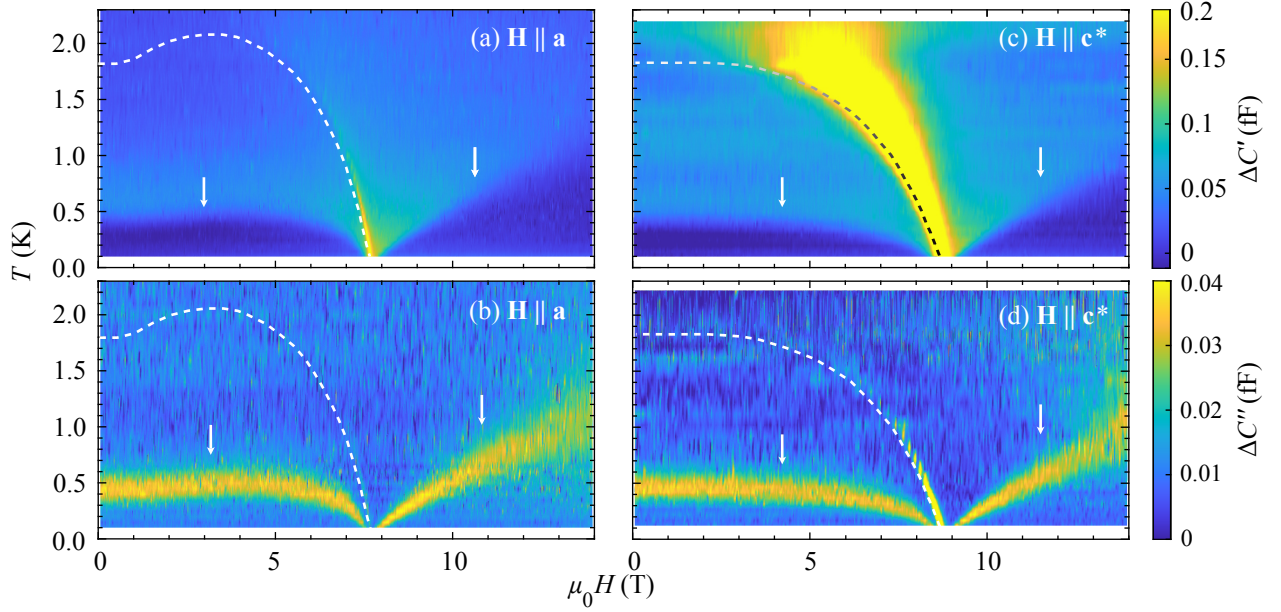 (a) H || a
(c) H || c*
2.0
1.5
1.0
0.5
0.0
0.2
0.15
0.1
0.05
0
ΔC′ (fF)
T (K)
(b) H || a
(d) H || c*
2.0
1.5
1.0
0.5
0.0
0.04
0.03
0.02
0.01
0
ΔC″ (fF)
0 5 10
0 5 10
μ₀H (T)